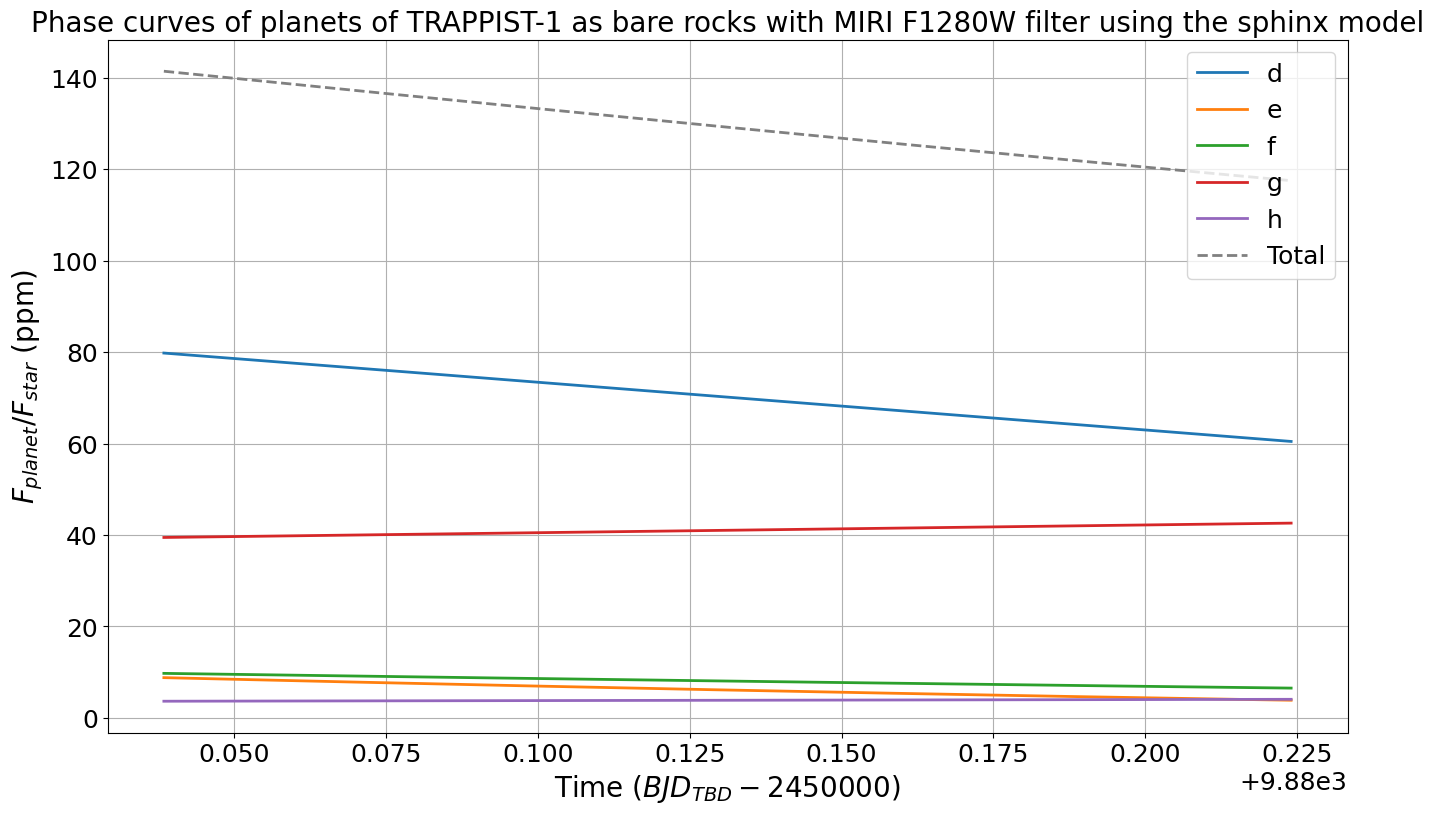 Phase curves of planets of TRAPPIST-1 as bare rocks with MIRI F1280W filter using the sphinx model
F_planet/F_star (ppm)
140
120
100
80
60
40
20
0
d
e
f
g
h
Total
0.050 0.075 0.100 0.125 0.150 0.175 0.200 0.225
+9.88e3
Time (BJD_TBD − 2450000)